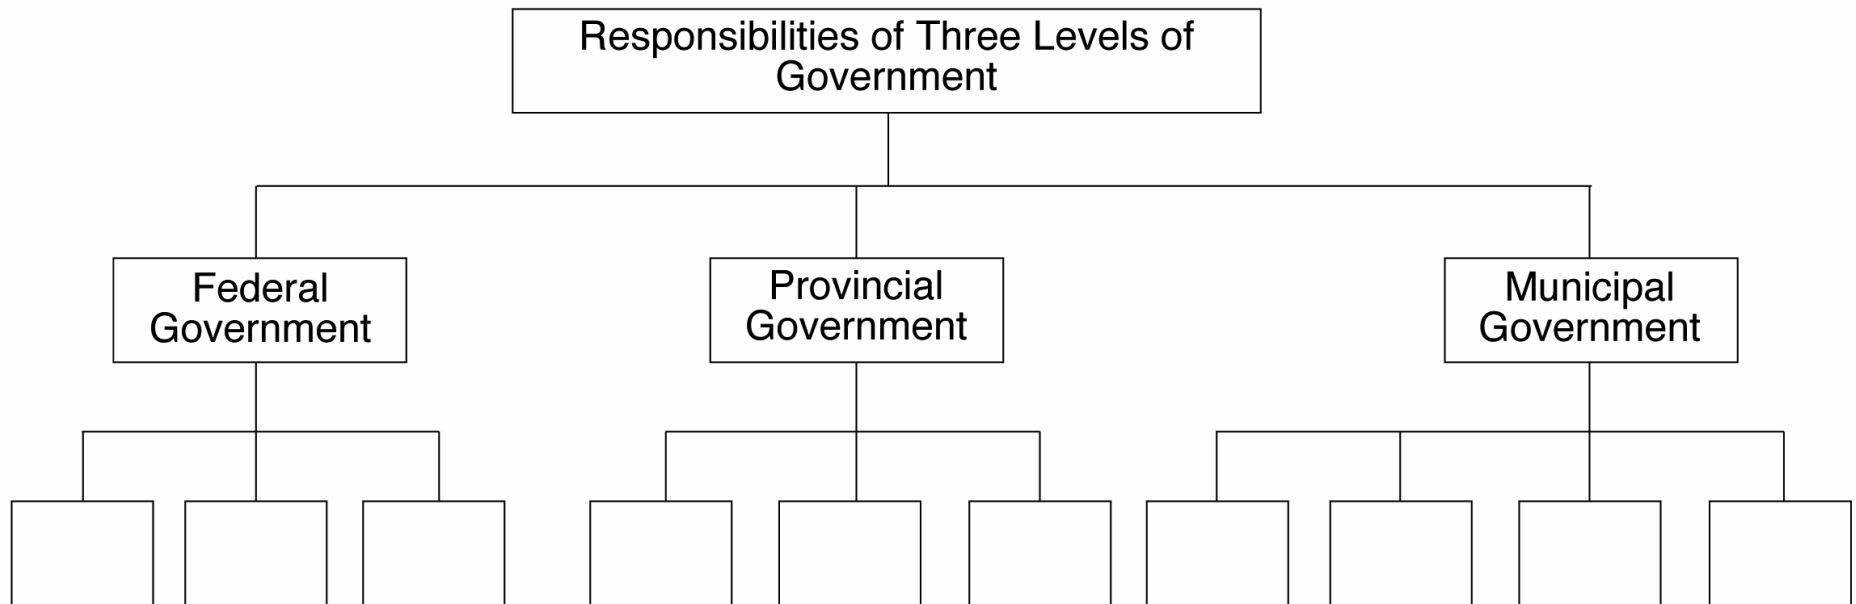 Responsibilities of Three Levels of
Government
Federal
Government
Provincial
Government
Municipal
Government